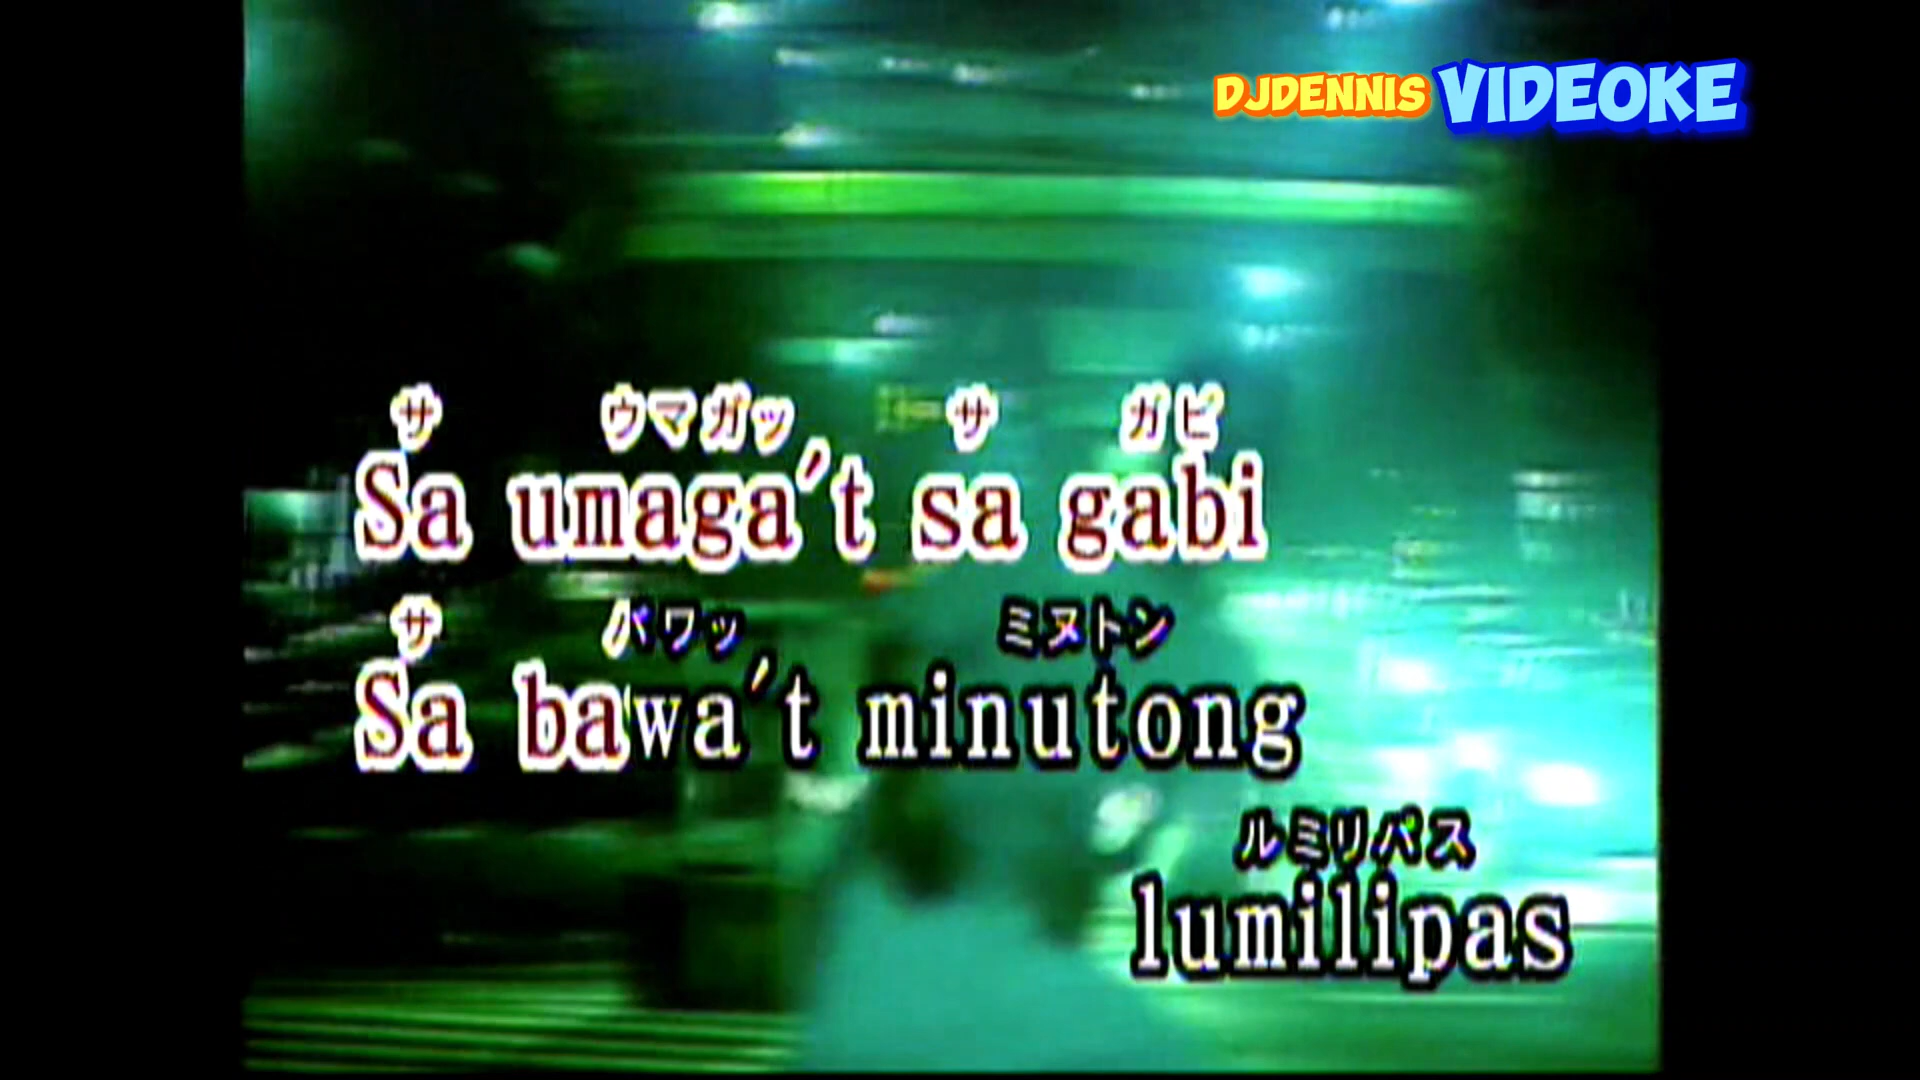 DJDENNIS VIDEOKE
サ ウマガッ サ ガビ
Sa umaga't sa gabi
サ バワッ ミヌトン
Sa bawa't minutong
ルミリパス
lumilipas